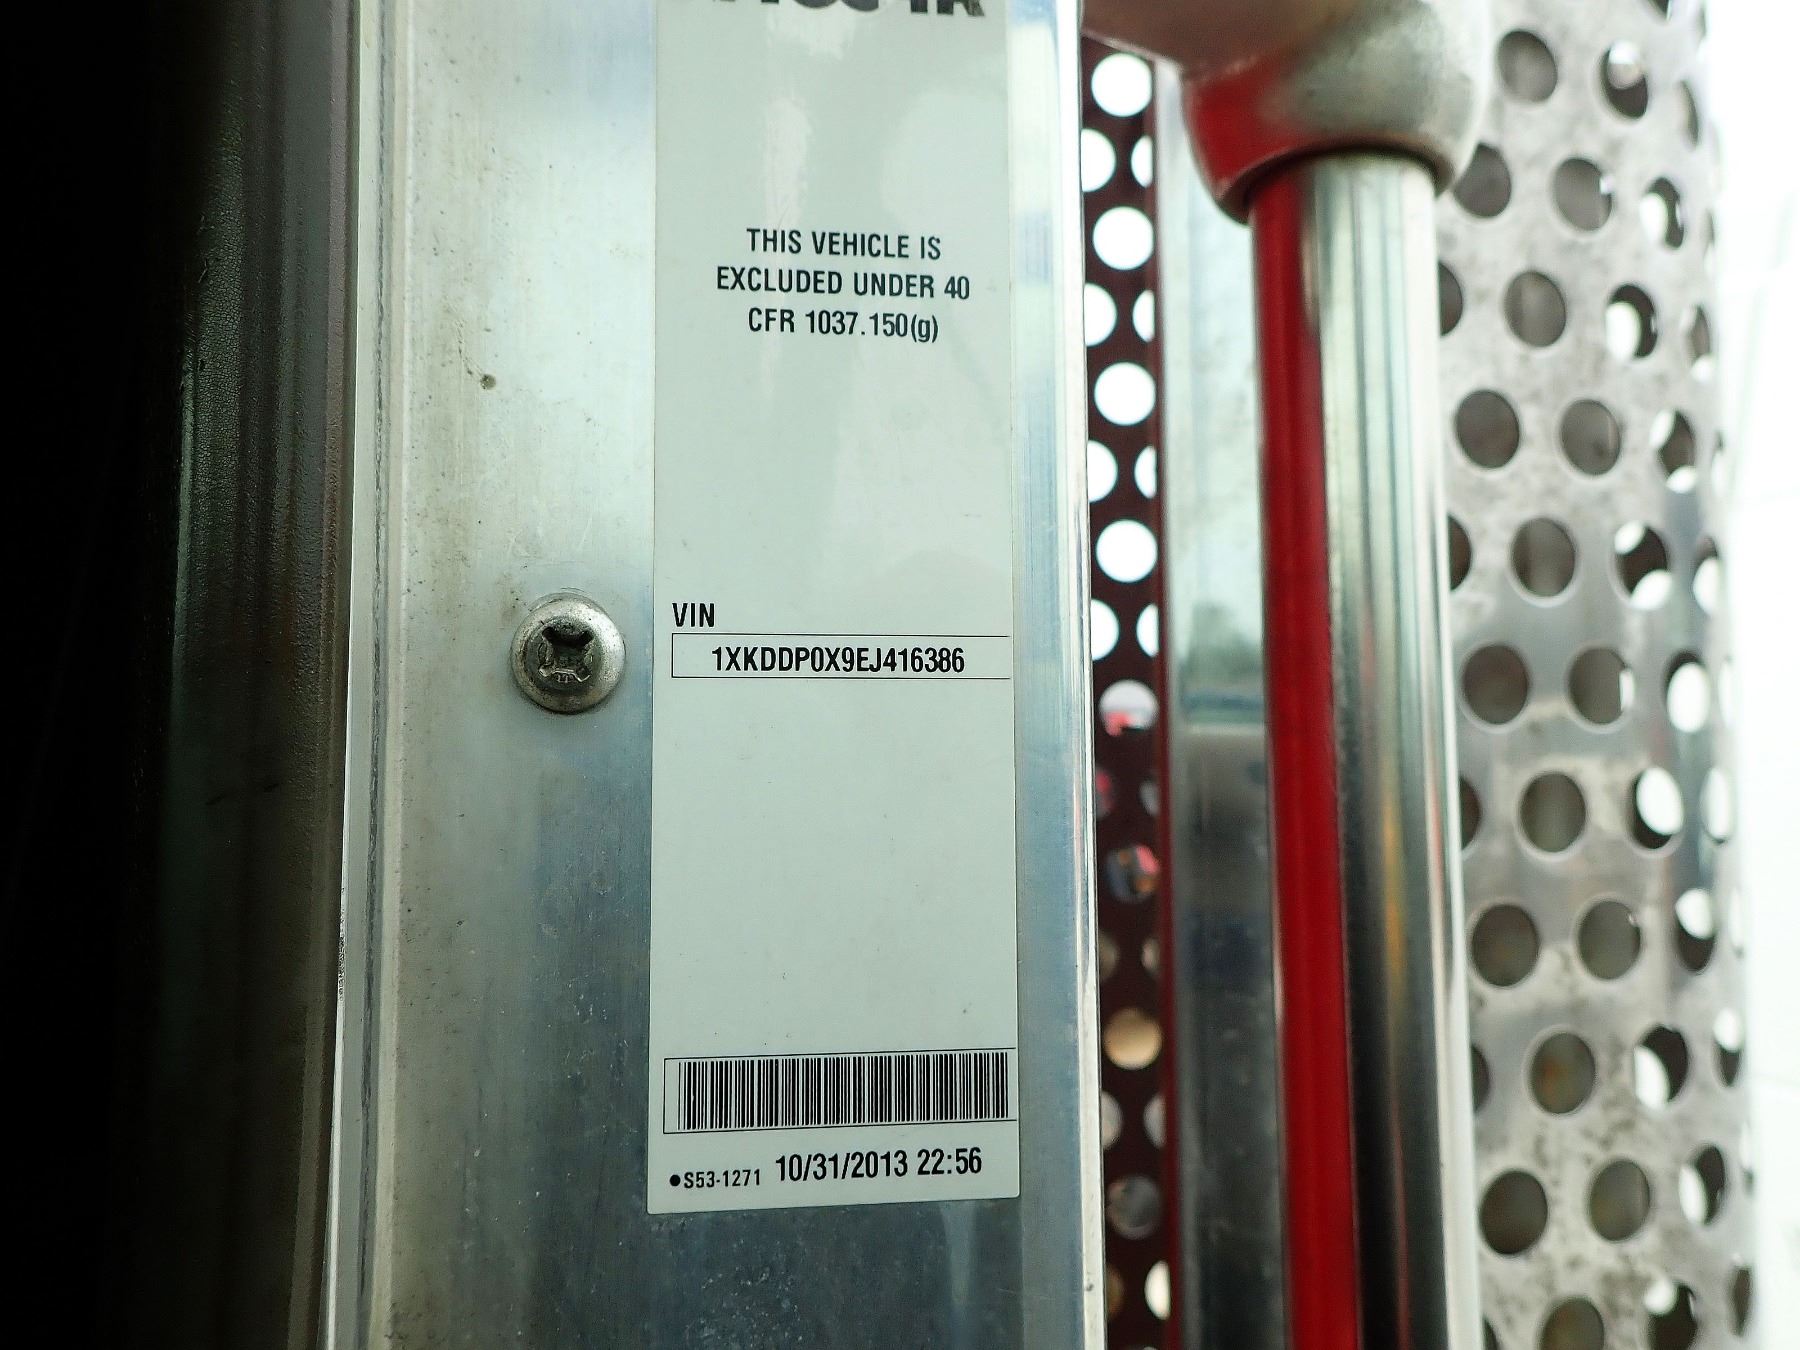 THIS VEHICLE IS
EXCLUDED UNDER 40
CFR 1037.150(g)
VIN
1XKDDP0X9EJ416386
●S53-1271 10/31/2013 22:56